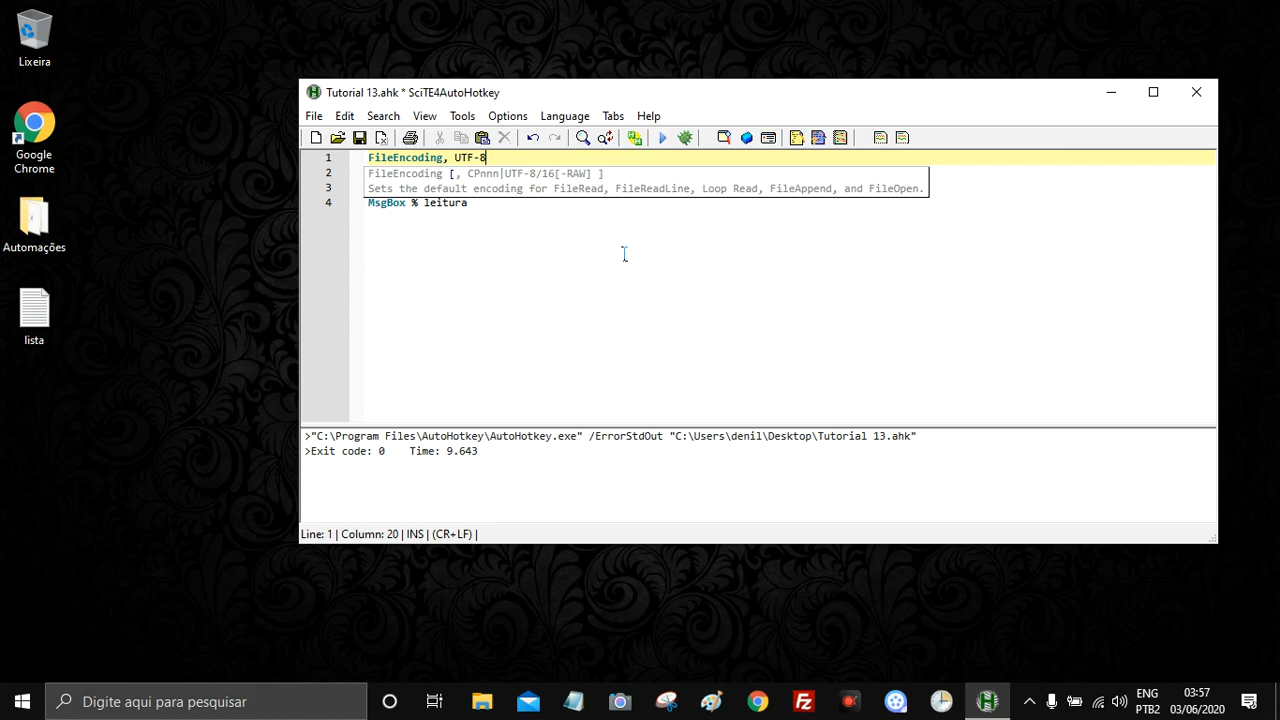 Lixeira
Google
Chrome
Automações
lista
Tutorial 13.ahk * SciTE4AutoHotkey
File Edit Search View Tools Options Language Tabs Help
1 FileEncoding, UTF-8
2 FileEncoding [, CPnnn|UTF-8/16[-RAW] ]
3 Sets the default encoding for FileRead, FileReadLine, Loop Read, FileAppend, and FileOpen.
4 MsgBox % leitura
>"C:\Program Files\AutoHotkey\AutoHotkey.exe" /ErrorStdOut "C:\Users\denil\Desktop\Tutorial 13.ahk"
>Exit code: 0 Time: 9.643
Line: 1 | Column: 20 | INS | (CR+LF) |
Digite aqui para pesquisar
ENG
PTB2
03:57
03/06/2020